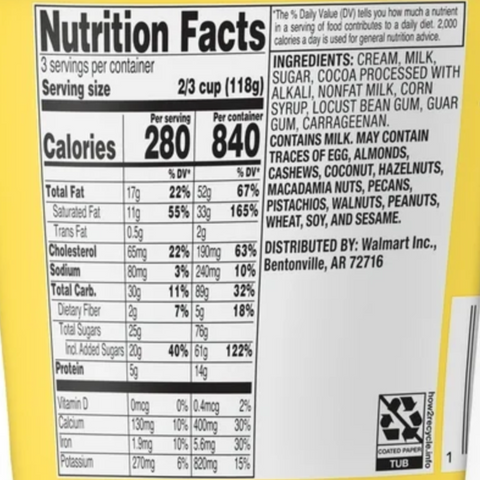 Nutrition Facts
3 servings per container
Serving size 2/3 cup (118g)
Per serving Per container
Calories 280 840
% DV* % DV*
Total Fat 17g 22% 52g 67%
Saturated Fat 11g 55% 33g 165%
Trans Fat 0.5g 2g
Cholesterol 65mg 22% 190mg 63%
Sodium 80mg 3% 240mg 10%
Total Carb. 30g 11% 89g 32%
Dietary Fiber 2g 7% 5g 18%
Total Sugars 25g 76g
Incl. Added Sugars 20g 40% 61g 122%
Protein 5g 14g
Vitamin D 0mcg 0% 0.4mcg 2%
Calcium 130mg 10% 400mg 30%
Iron 1.9mg 10% 5.6mg 30%
Potassium 270mg 6% 820mg 15%
*The % Daily Value (DV) tells you how much a nutrient
in a serving of food contributes to a daily diet. 2,000
calories a day is used for general nutrition advice.
INGREDIENTS: CREAM, MILK,
SUGAR, COCOA PROCESSED WITH
ALKALI, NONFAT MILK, CORN
SYRUP, LOCUST BEAN GUM, GUAR
GUM, CARRAGEENAN.
CONTAINS MILK. MAY CONTAIN
TRACES OF EGG, ALMONDS,
CASHEWS, COCONUT, HAZELNUTS,
MACADAMIA NUTS, PECANS,
PISTACHIOS, WALNUTS, PEANUTS,
WHEAT, SOY, AND SESAME.
DISTRIBUTED BY: Walmart Inc.,
Bentonville, AR 72716
COATED PAPER
TUB
how2recycle.info
1